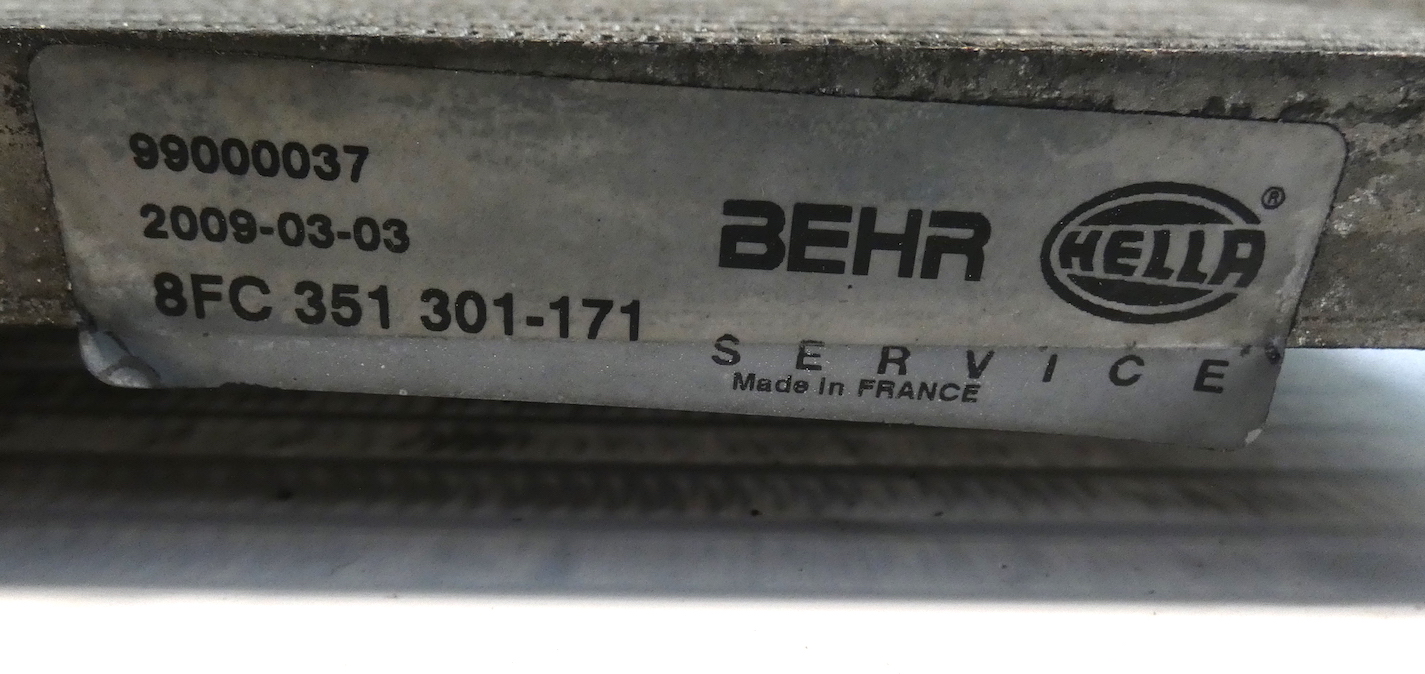 99000037
2009-03-03
8FC 351 301-171
BEHR HELLA®
SERVICE
Made in FRANCE